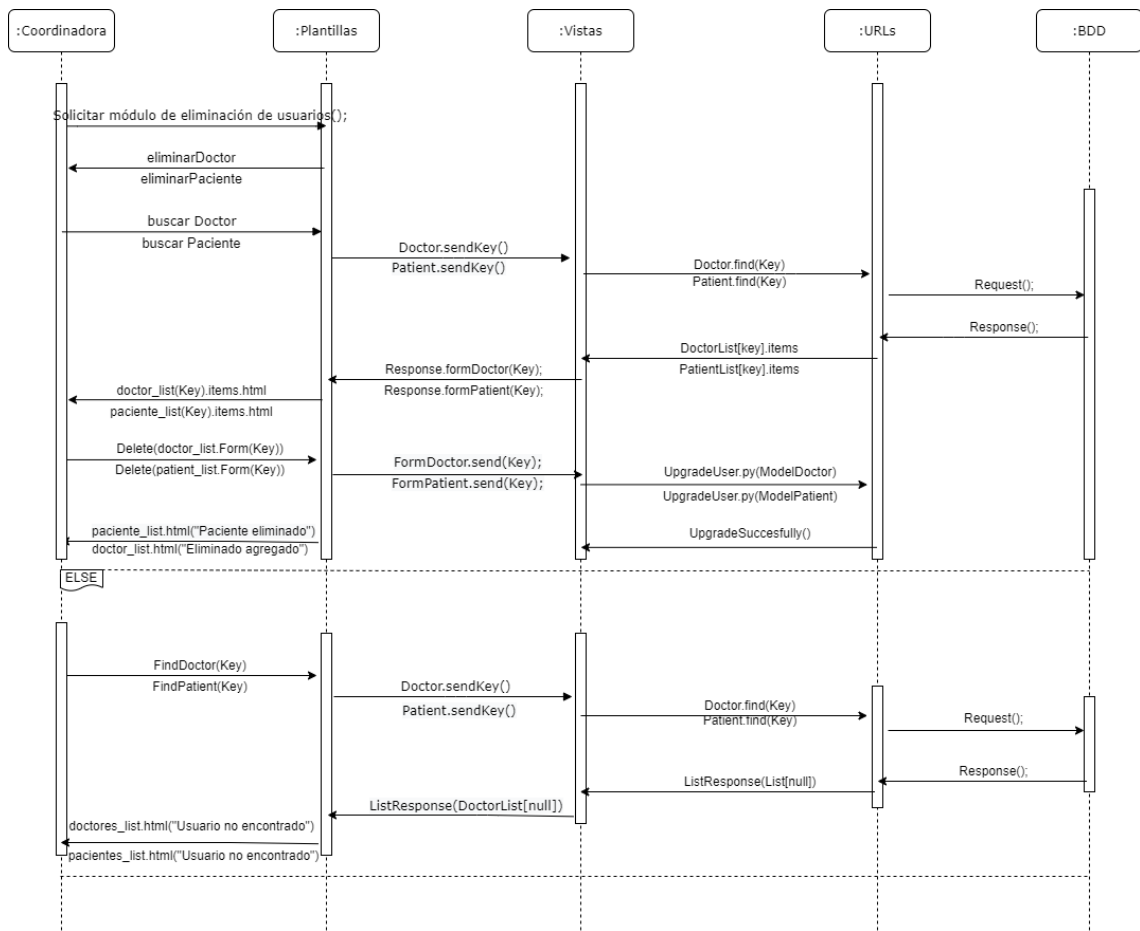 :Coordinadora
:Plantillas
:Vistas
:URLs
:BDD
Solicitar módulo de eliminación de usuarios();
eliminarDoctor
eliminarPaciente
buscar Doctor
buscar Paciente
Doctor.sendKey()
Patient.sendKey()
Doctor.find(Key)
Patient.find(Key)
Request();
Response();
DoctorList[key].items
PatientList[key].items
Response.formDoctor(Key);
Response.formPatient(Key);
doctor_list(Key).items.html
paciente_list(Key).items.html
Delete(doctor_list.Form(Key))
Delete(patient_list.Form(Key))
FormDoctor.send(Key);
FormPatient.send(Key);
UpgradeUser.py(ModelDoctor)
UpgradeUser.py(ModelPatient)
UpgradeSuccesfully()
paciente_list.html("Paciente eliminado")
doctor_list.html("Eliminado agregado")
ELSE
FindDoctor(Key)
FindPatient(Key)
Doctor.sendKey()
Patient.sendKey()
Doctor.find(Key)
Patient.find(Key)
Request();
Response();
ListResponse(List[null])
ListResponse(DoctorList[null])
doctores_list.html("Usuario no encontrado")
pacientes_list.html("Usuario no encontrado")